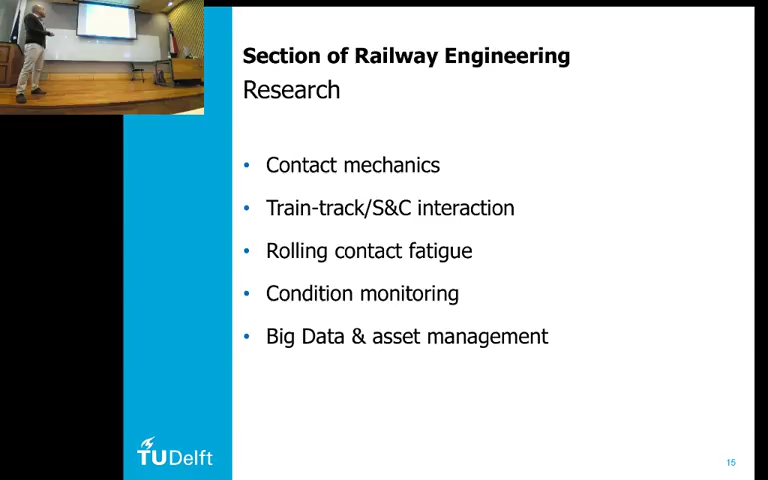 Section of Railway Engineering
Research
• Contact mechanics
• Train-track/S&C interaction
• Rolling contact fatigue
• Condition monitoring
• Big Data & asset management
TUDelft
15